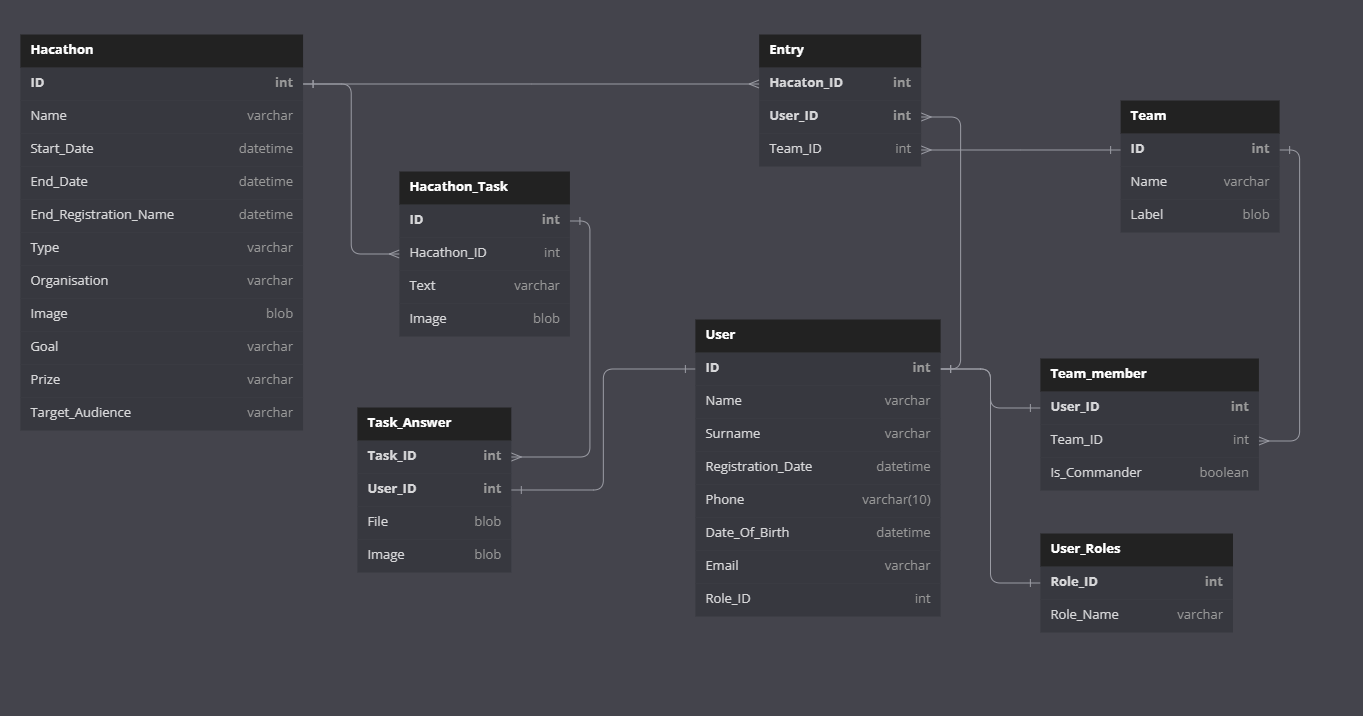 Hacathon
ID int
Name varchar
Start_Date datetime
End_Date datetime
End_Registration_Name datetime
Type varchar
Organisation varchar
Image blob
Goal varchar
Prize varchar
Target_Audience varchar
Hacathon_Task
ID int
Hacathon_ID int
Text varchar
Image blob
Task_Answer
Task_ID int
User_ID int
File blob
Image blob
Entry
Hacaton_ID int
User_ID int
Team_ID int
User
ID int
Name varchar
Surname varchar
Registration_Date datetime
Phone varchar(10)
Date_Of_Birth datetime
Email varchar
Role_ID int
Team
ID int
Name varchar
Label blob
Team_member
User_ID int
Team_ID int
Is_Commander boolean
User_Roles
Role_ID int
Role_Name varchar